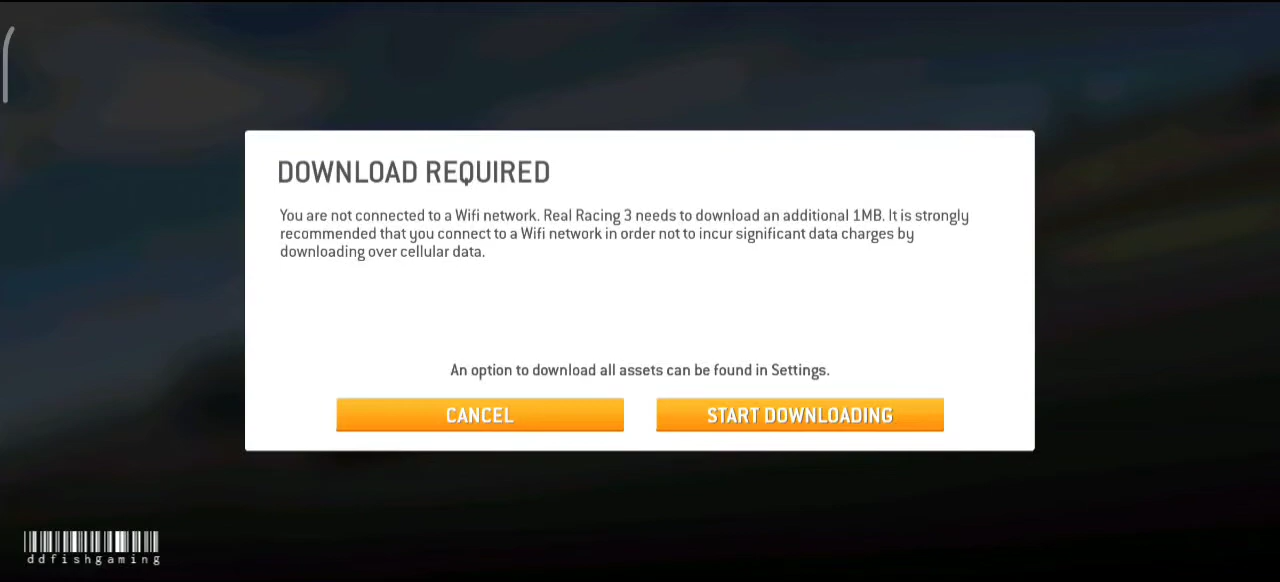 DOWNLOAD REQUIRED
You are not connected to a Wifi network. Real Racing 3 needs to download an additional 1MB. It is strongly
recommended that you connect to a Wifi network in order not to incur significant data charges by
downloading over cellular data.
An option to download all assets can be found in Settings.
CANCEL
START DOWNLOADING
ddfishgaming